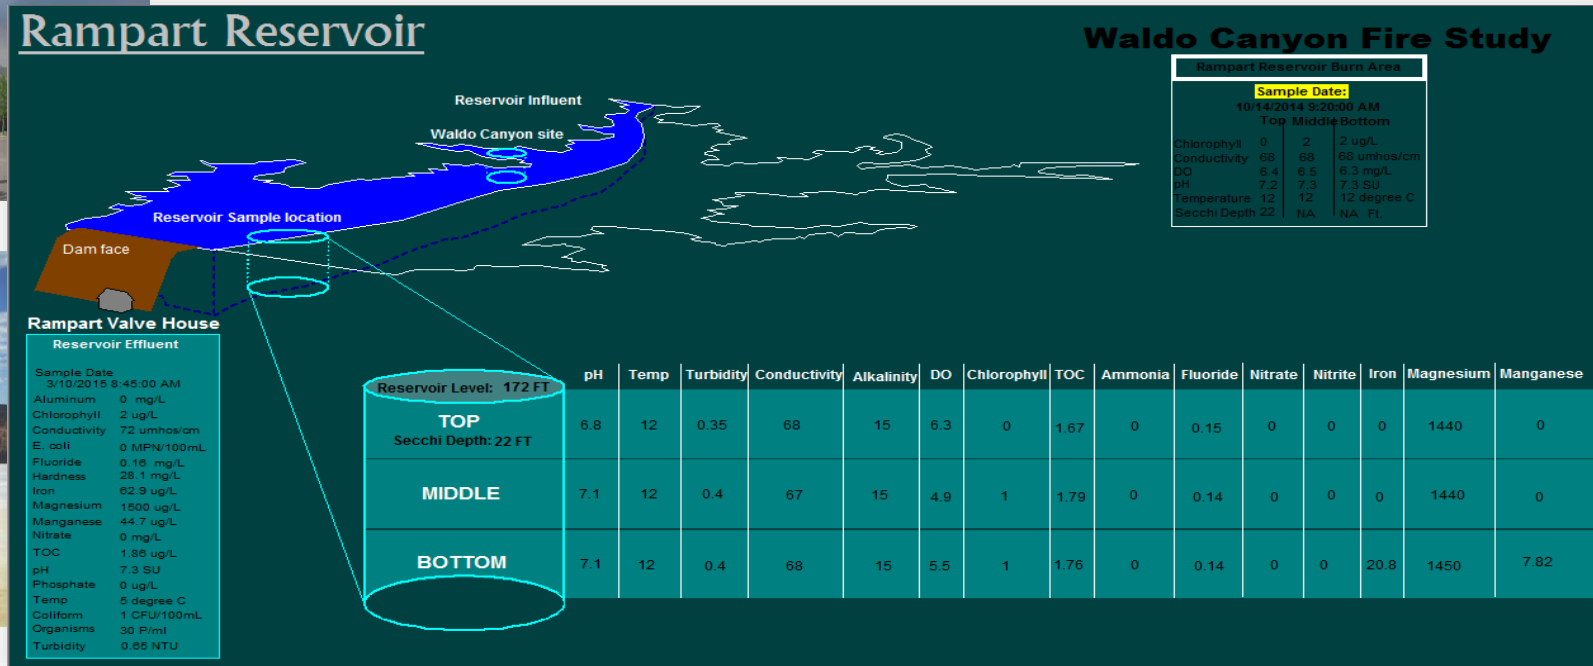 Rampart Reservoir
Waldo Canyon Fire Study
Rampart Reservoir Burn Area
Sample Date:
10/14/2014 9:20:00 AM
Top Middle Bottom
Chlorophyll 0 2 2 ug/L
Conductivity 68 68 68 umhos/cm
DO 6.4 6.5 6.3 mg/L
pH 7.2 7.3 7.3 SU
Temperature 12 12 12 degree C
Secchi Depth 22 NA NA Ft.
Reservoir Influent
Waldo Canyon site
Reservoir Sample location
Dam face
Rampart Valve House
Reservoir Effluent
Sample Date
3/10/2015 8:45:00 AM
Aluminum 0 mg/L
Chlorophyll 2 ug/L
Conductivity 72 umhos/cm
E. coli 0 MPN/100mL
Fluoride 0.16 mg/L
Hardness 28.1 mg/L
Iron 62.9 ug/L
Magnesium 1500 ug/L
Manganese 44.7 ug/L
Nitrate 0 mg/L
TOC 1.86 ug/L
pH 7.3 SU
Phosphate 0 ug/L
Temp 5 degree C
Coliform 1 CFU/100mL
Organisms 30 P/ml
Turbidity 0.65 NTU
Reservoir Level: 172 FT
pH Temp Turbidity Conductivity Alkalinity DO Chlorophyll TOC Ammonia Fluoride Nitrate Nitrite Iron Magnesium Manganese
TOP 6.8 12 0.35 68 15 6.3 0 1.67 0 0.15 0 0 0 1440 0
Secchi Depth: 22 FT
MIDDLE 7.1 12 0.4 67 15 4.9 1 1.79 0 0.14 0 0 0 1440 0
BOTTOM 7.1 12 0.4 68 15 5.5 1 1.76 0 0.14 0 0 20.8 1450 7.82